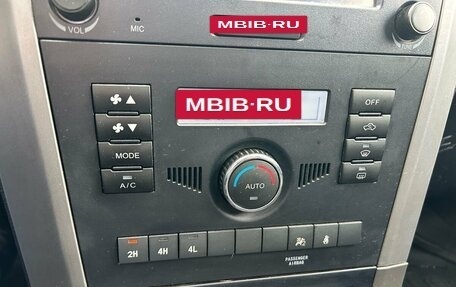 VOL
MIC
MBIB.RU
MBIB.RU
OFF
MODE
A/C
AUTO
2H
4H
4L
PASSENGER
AIRBAG